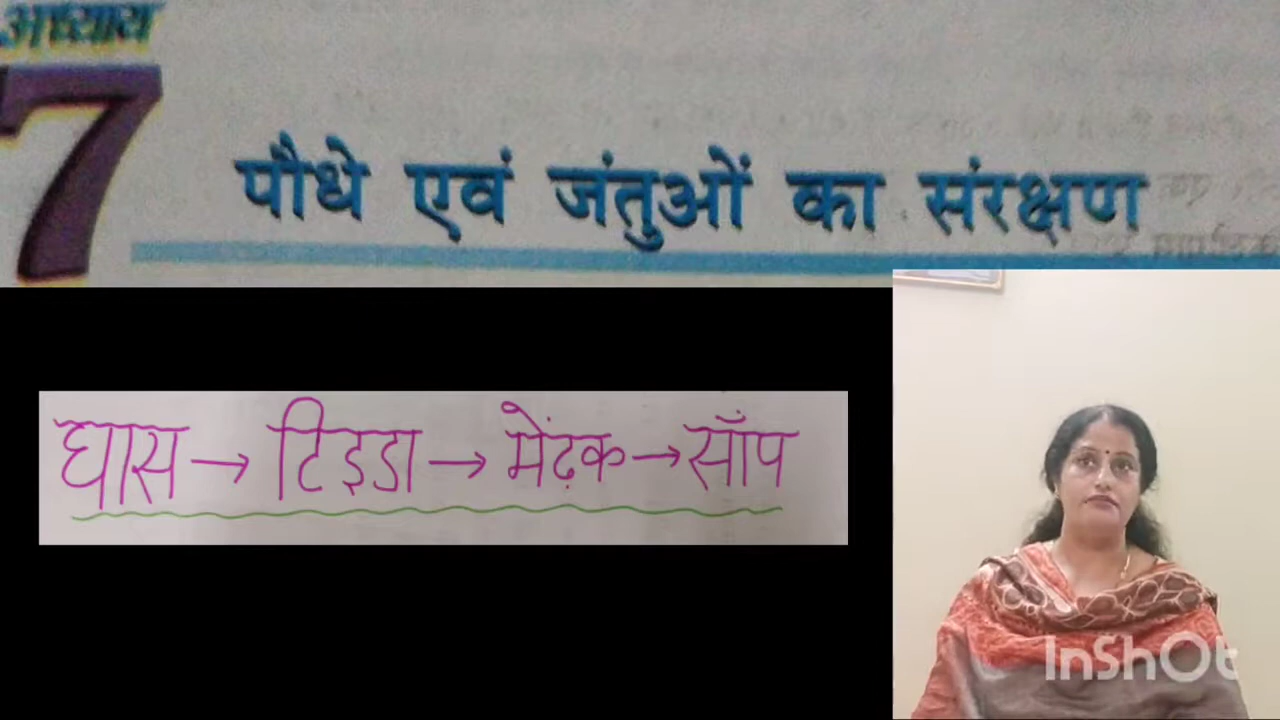 अध्याय
7
पौधे एवं जंतुओं का संरक्षण
घास → टिड्डा → मेंढ़क → साँप
InShOt